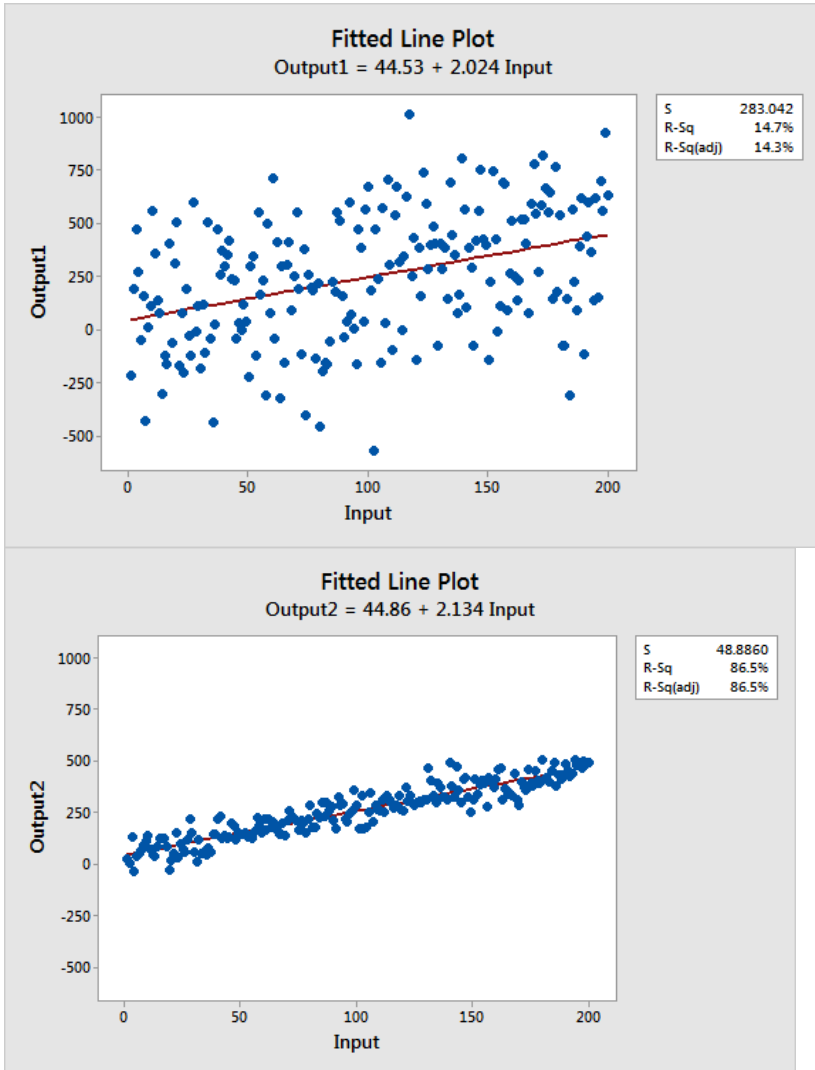 Fitted Line Plot
Output1 = 44.53 + 2.024 Input
S 283.042
R-Sq 14.7%
R-Sq(adj) 14.3%
1000
750
500
250
0
-250
-500
Output1
0 50 100 150 200
Input
Fitted Line Plot
Output2 = 44.86 + 2.134 Input
S 48.8860
R-Sq 86.5%
R-Sq(adj) 86.5%
1000
750
500
250
0
-250
-500
Output2
0 50 100 150 200
Input